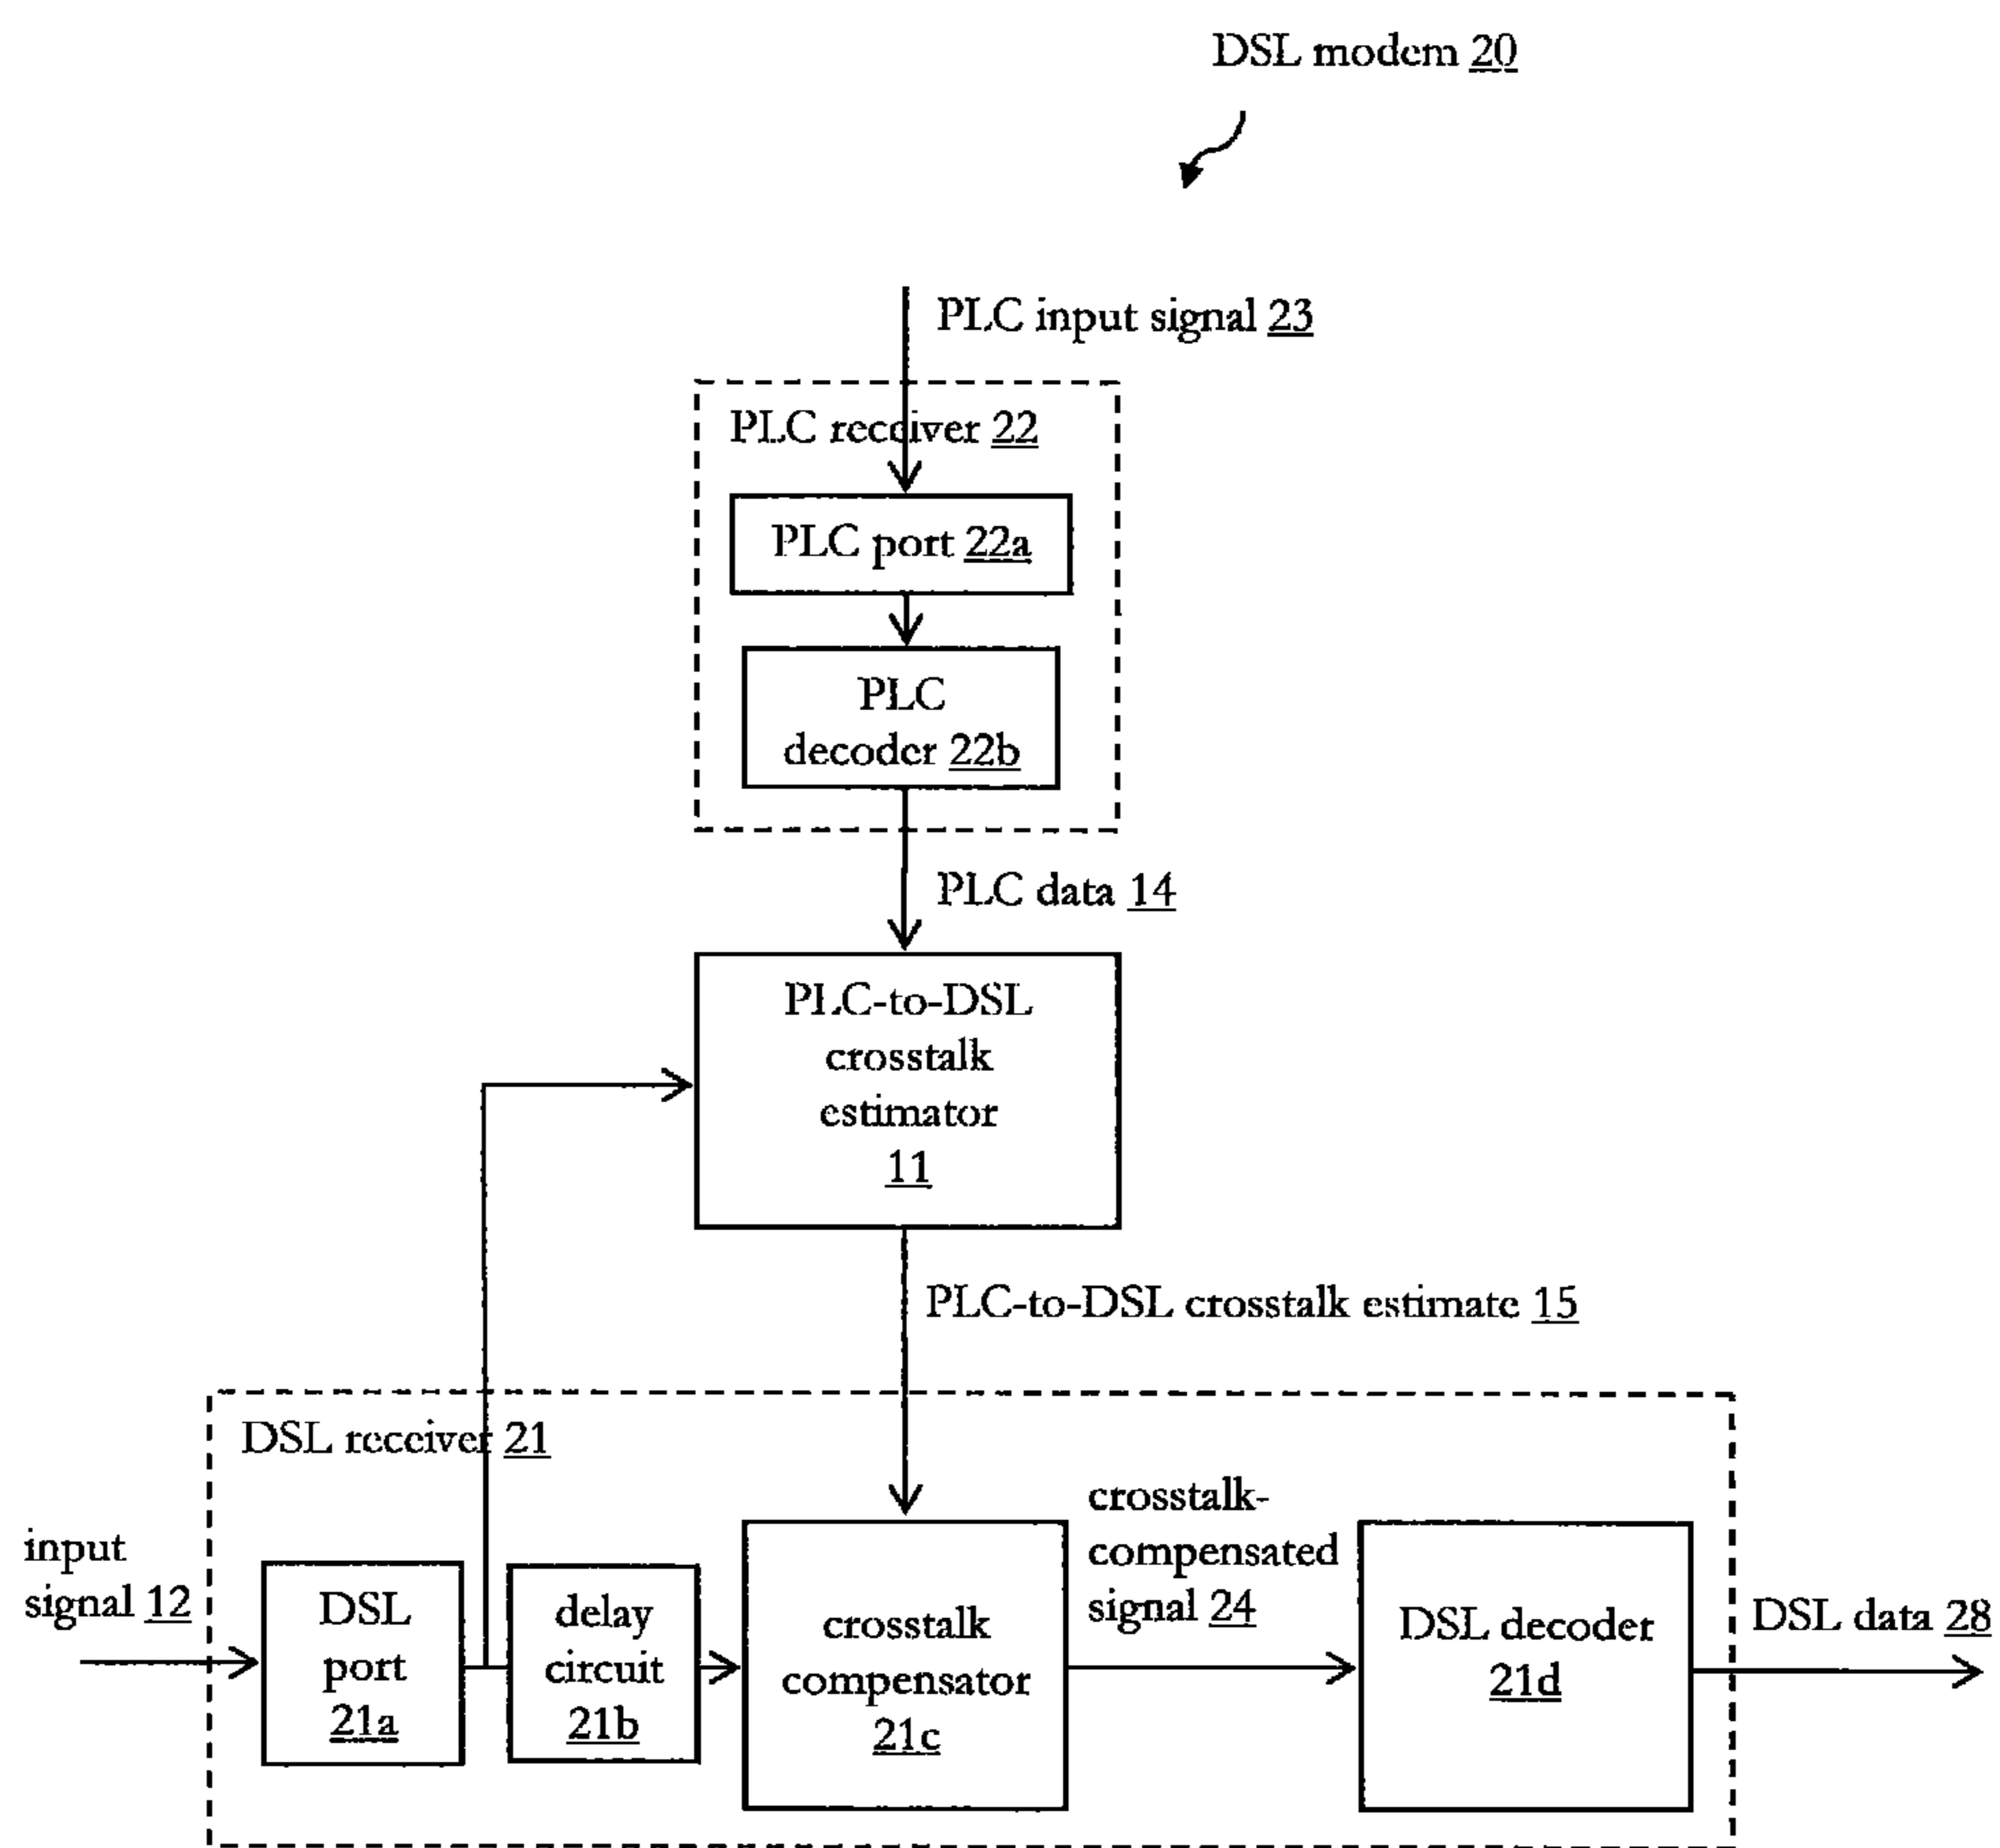 DSL modem 20
PLC input signal 23
PLC receiver 22
PLC port 22a
PLC
decoder 22b
PLC data 14
PLC-to-DSL
crosstalk
estimator
11
PLC-to-DSL crosstalk estimate 15
DSL receiver 21
input
signal 12
DSL
port
21a
delay
circuit
21b
crosstalk
compensator
21c
crosstalk-
compensated
signal 24
DSL decoder
21d
DSL data 28